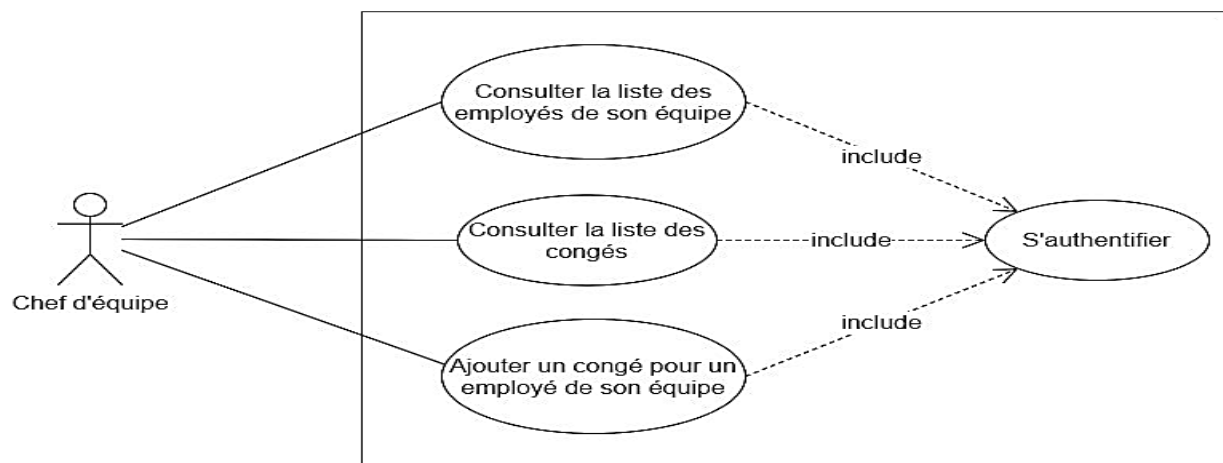 Consulter la liste des
employés de son équipe
include
Consulter la liste des
congés
include
S'authentifier
Chef d'équipe
include
Ajouter un congé pour un
employé de son équipe